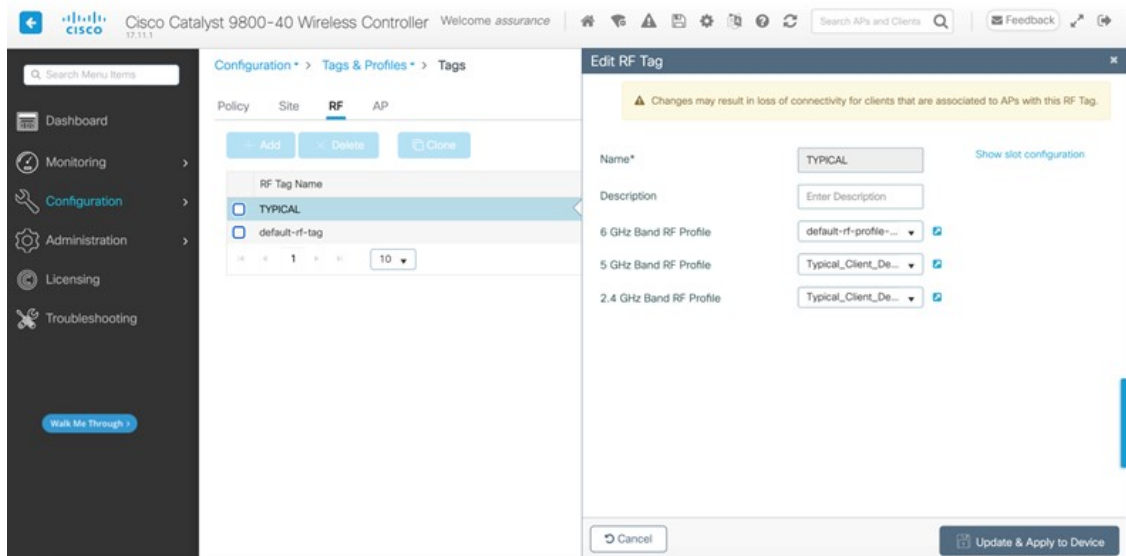 CISCO
Cisco Catalyst 9800-40 Wireless Controller
17.11.1
Welcome assurance
Search APs and Clients
Feedback
Search Menu Items
Dashboard
Monitoring
Configuration
Administration
Licensing
Troubleshooting
Walk Me Through >
Configuration > Tags & Profiles > Tags
Policy Site RF AP
+ Add × Delete Clone
RF Tag Name
TYPICAL
default-rf-tag
1 10
Edit RF Tag
Changes may result in loss of connectivity for clients that are associated to APs with this RF Tag.
Name* TYPICAL Show slot configuration
Description Enter Description
6 GHz Band RF Profile default-rf-profile-...
5 GHz Band RF Profile Typical_Client_De...
2.4 GHz Band RF Profile Typical_Client_De...
Cancel Update & Apply to Device